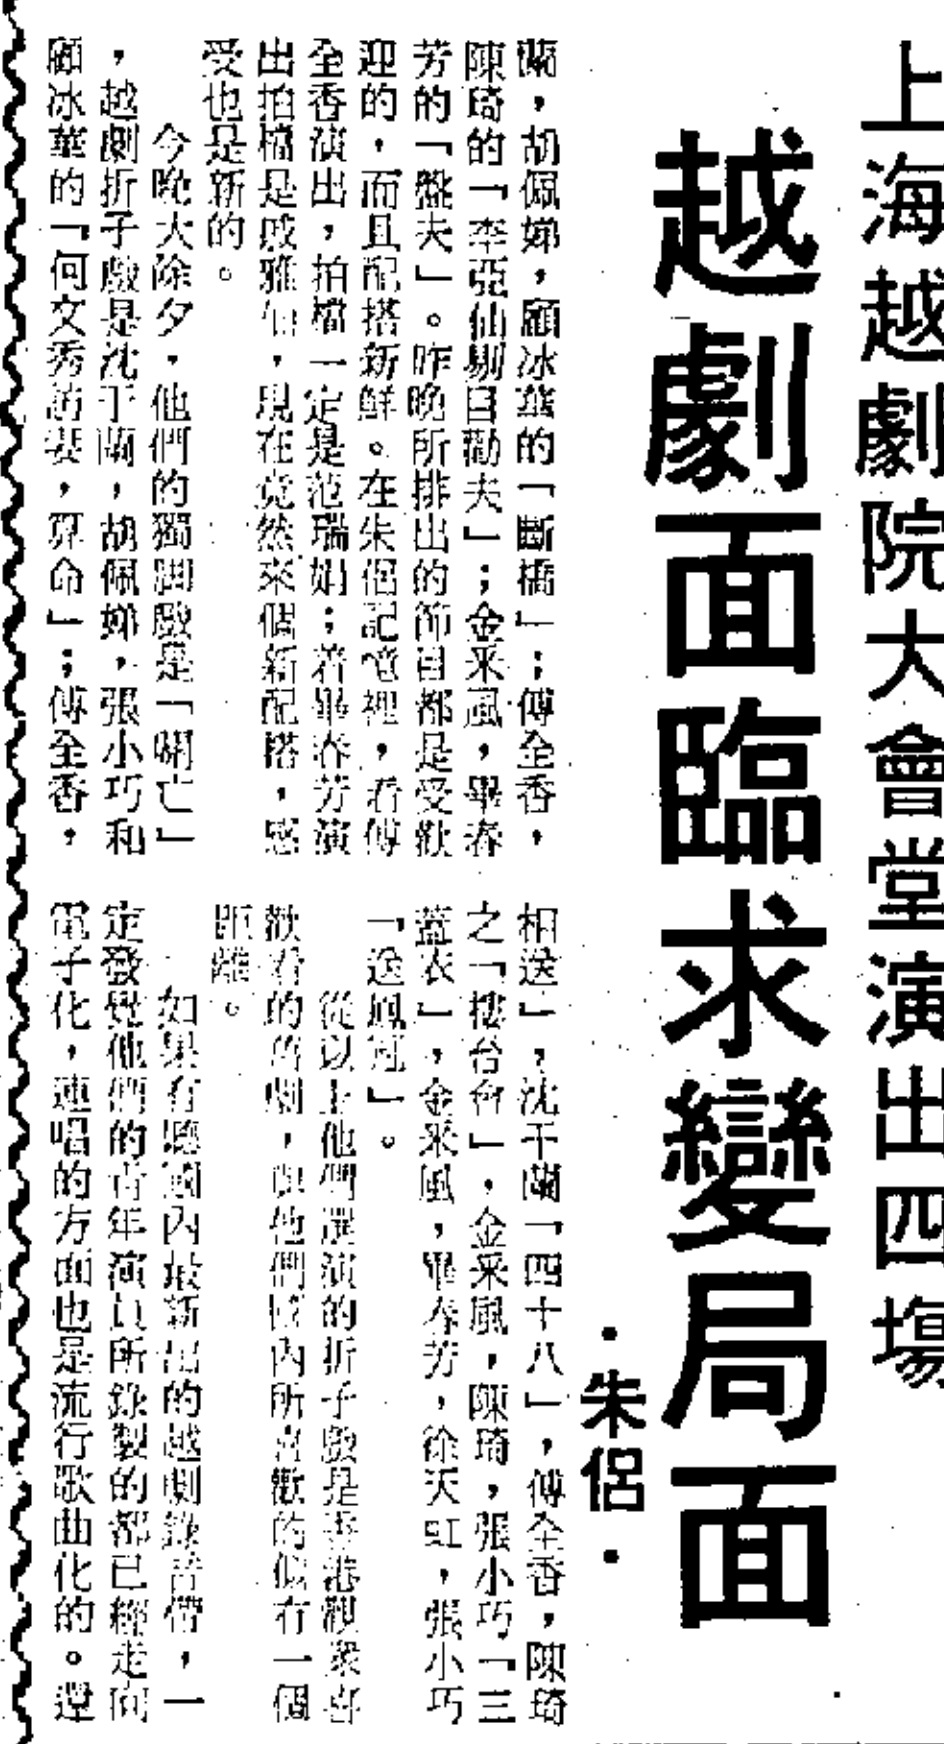 上海越劇院大會堂演出四場
越劇面臨求變局面
·朱侶·
蘭,胡佩娣,顧冰華的「斷橋」;傅全香,
陳琦的「李亞仙剔目勸夫」;金采風,畢春
芳的「盤夫」。昨晚所排出的節目都是受歡
迎的,而且配搭新鮮。在朱侶記憶裡,看傅
全香演出,拍檔一定是范瑞娟;着畢春芳演
出拍檔是戚雅仙,現在竟然來個新配搭,感
受也是新的。
今晚大除夕,他們的獨脚戲是「關亡」
,越劇折子戲是沈于蘭,胡佩娣,張小巧和
顧冰華的「何文秀訪妻,算命」;傅全香,
相送」,沈于蘭「四十八」,傅全香,陳琦
之「樓台會」,金采風,陳琦,張小巧「三
蓋衣」,金采風,畢春芳,徐天虹,張小巧
「送鳳冠」。
從以上他們選演的折子戲是香港觀衆喜
歡看的舊劇,與他們國內所喜歡的似有一個
距離。
如果有聽國內最新出的越劇錄音帶,一
定發覺他們的青年演員所錄製的都已經走向
電子化,連唱的方面也是流行歌曲化的。還